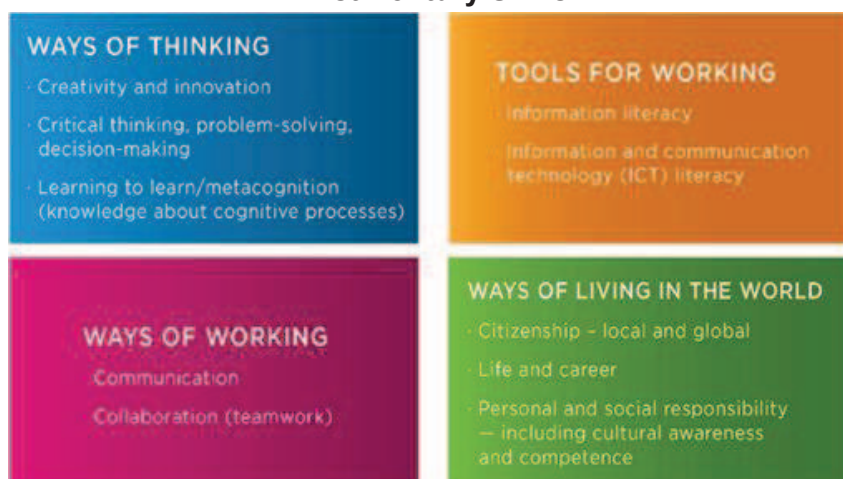 WAYS OF THINKING
· Creativity and innovation
· Critical thinking, problem-solving,
decision-making
· Learning to learn/metacognition
(knowledge about cognitive processes)
TOOLS FOR WORKING
· Information literacy
· Information and communication
technology (ICT) literacy
WAYS OF WORKING
Communication
Collaboration (teamwork)
WAYS OF LIVING IN THE WORLD
· Citizenship – local and global
· Life and career
· Personal and social responsibility
— including cultural awareness
and competence